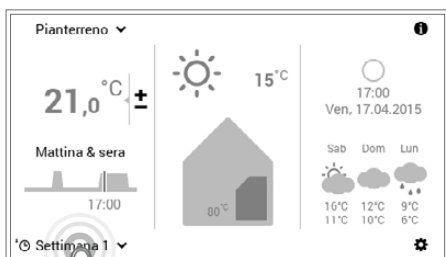 Pianterreno
21,0 °C ±
Mattina & sera
17:00
Settimana 1
15°C
80°C
17:00
Ven, 17.04.2015
Sab Dom Lun
16°C 12°C 9°C
11°C 10°C 6°C